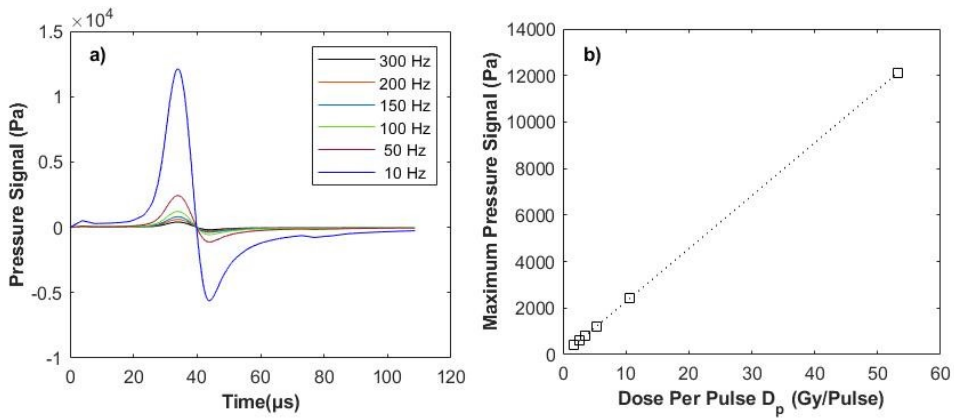 ×10⁴
1.5
1
0.5
0
-0.5
-1
Pressure Signal (Pa)
a)
300 Hz
200 Hz
150 Hz
100 Hz
50 Hz
10 Hz
0 20 40 60 80 100 120
Time(μs)
14000
12000
10000
8000
6000
4000
2000
0
Maximum Pressure Signal (Pa)
b)
0 10 20 30 40 50 60
Dose Per Pulse Dₚ (Gy/Pulse)